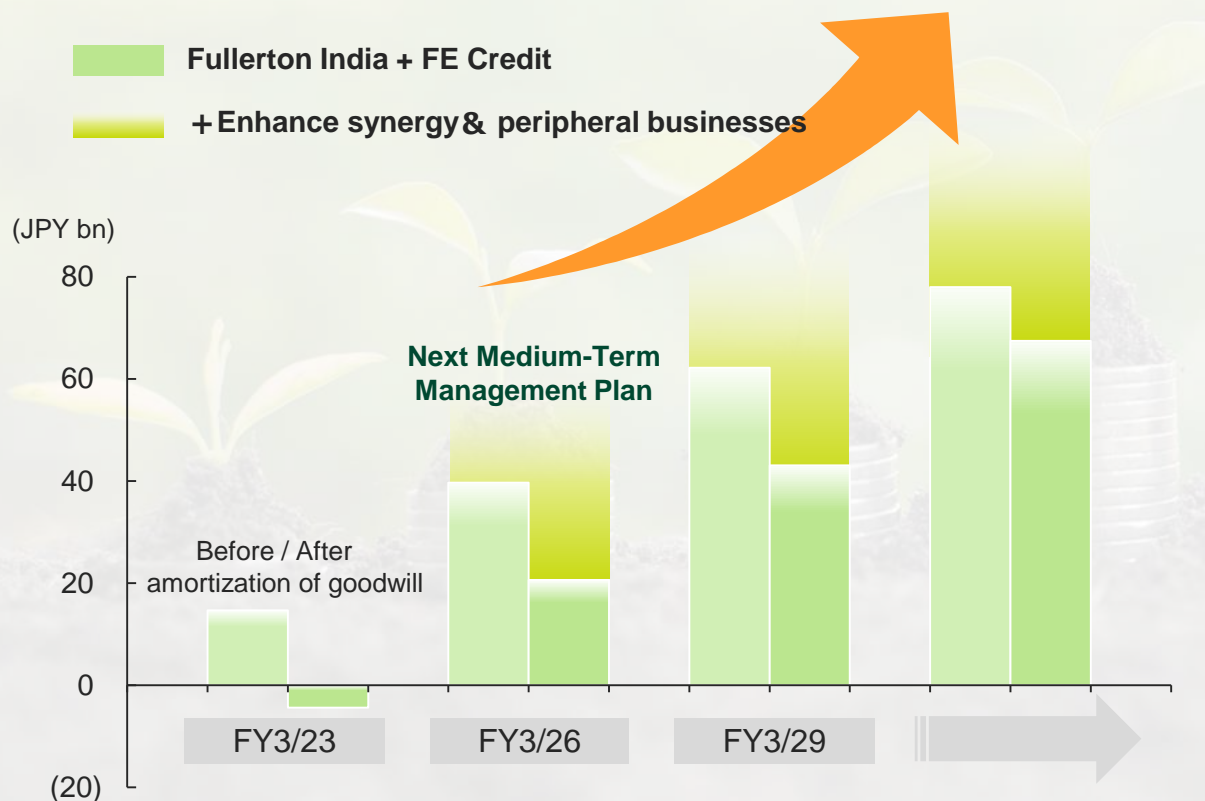 Fullerton India + FE Credit
+Enhance synergy& peripheral businesses
(JPY bn)
80
60
40
20
0
(20)
Next Medium-Term
Management Plan
Before / After
amortization of goodwill
FY3/23
FY3/26
FY3/29